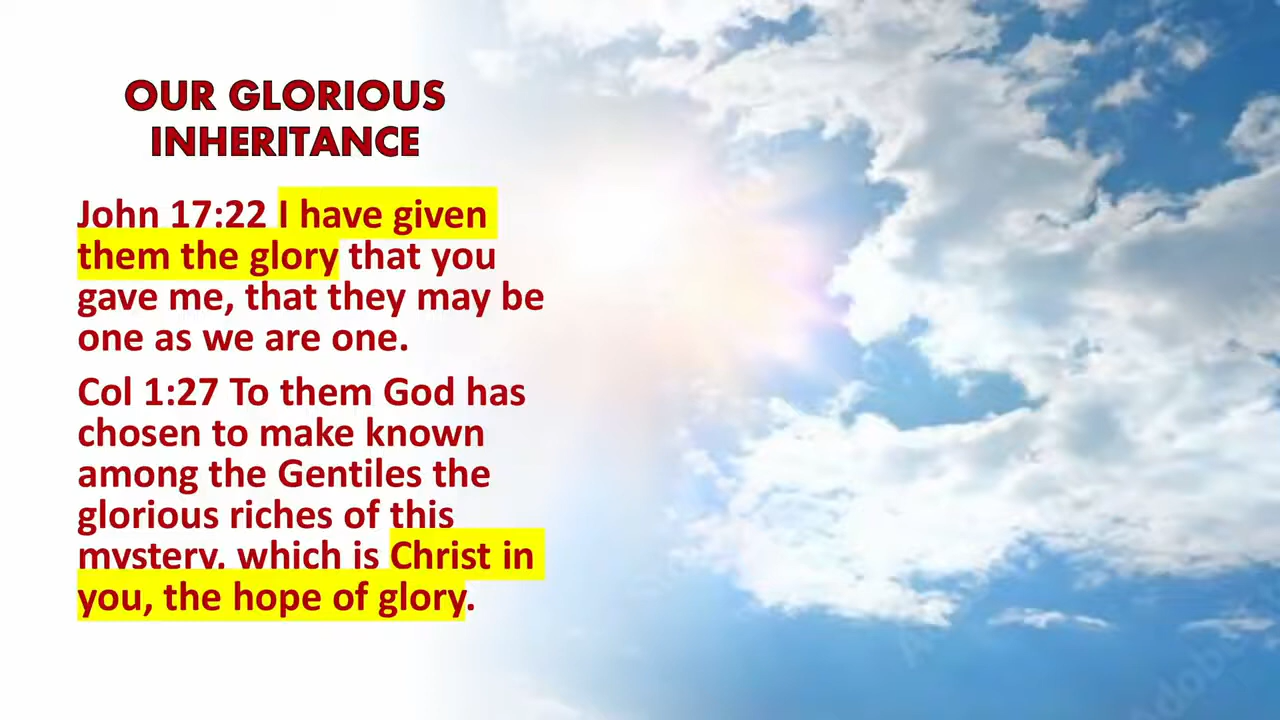 OUR GLORIOUS
INHERITANCE
John 17:22 I have given
them the glory that you
gave me, that they may be
one as we are one.
Col 1:27 To them God has
chosen to make known
among the Gentiles the
glorious riches of this
mystery, which is Christ in
you, the hope of glory.